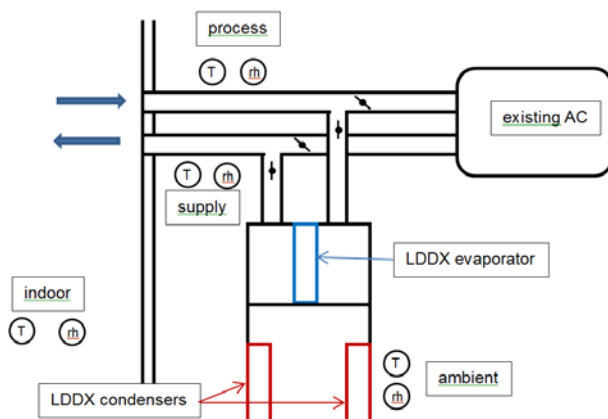 process
T rh
existing AC
T rh
supply
LDDX evaporator
indoor
T rh
T
ambient
rh
LDDX condensers